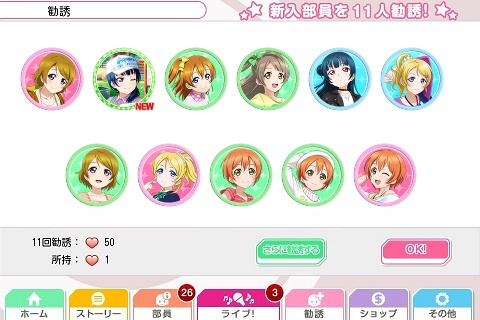 勧誘
新入部員を11人勧誘!
NEW
11回勧誘: 50
所持: 1
さらに勧誘する
OK!
26
3
ホーム
ストーリー
部員
ライブ!
勧誘
ショップ
その他